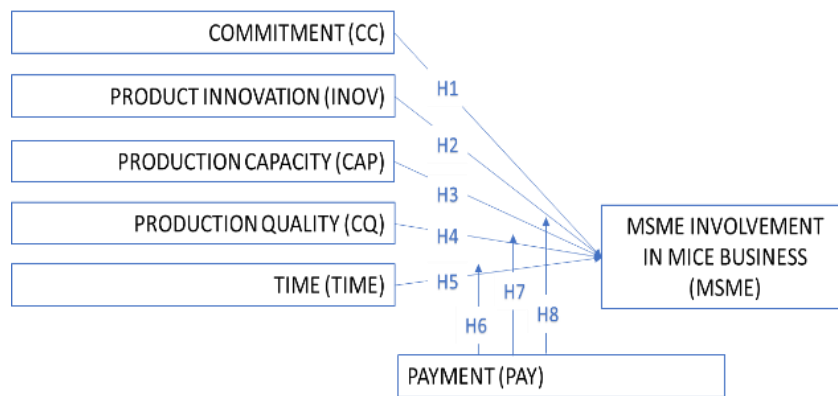 COMMITMENT (CC)
PRODUCT INNOVATION (INOV)
PRODUCTION CAPACITY (CAP)
PRODUCTION QUALITY (CQ)
TIME (TIME)
H1
H2
H3
H4
H5
H6
H7
H8
MSME INVOLVEMENT
IN MICE BUSINESS
(MSME)
PAYMENT (PAY)